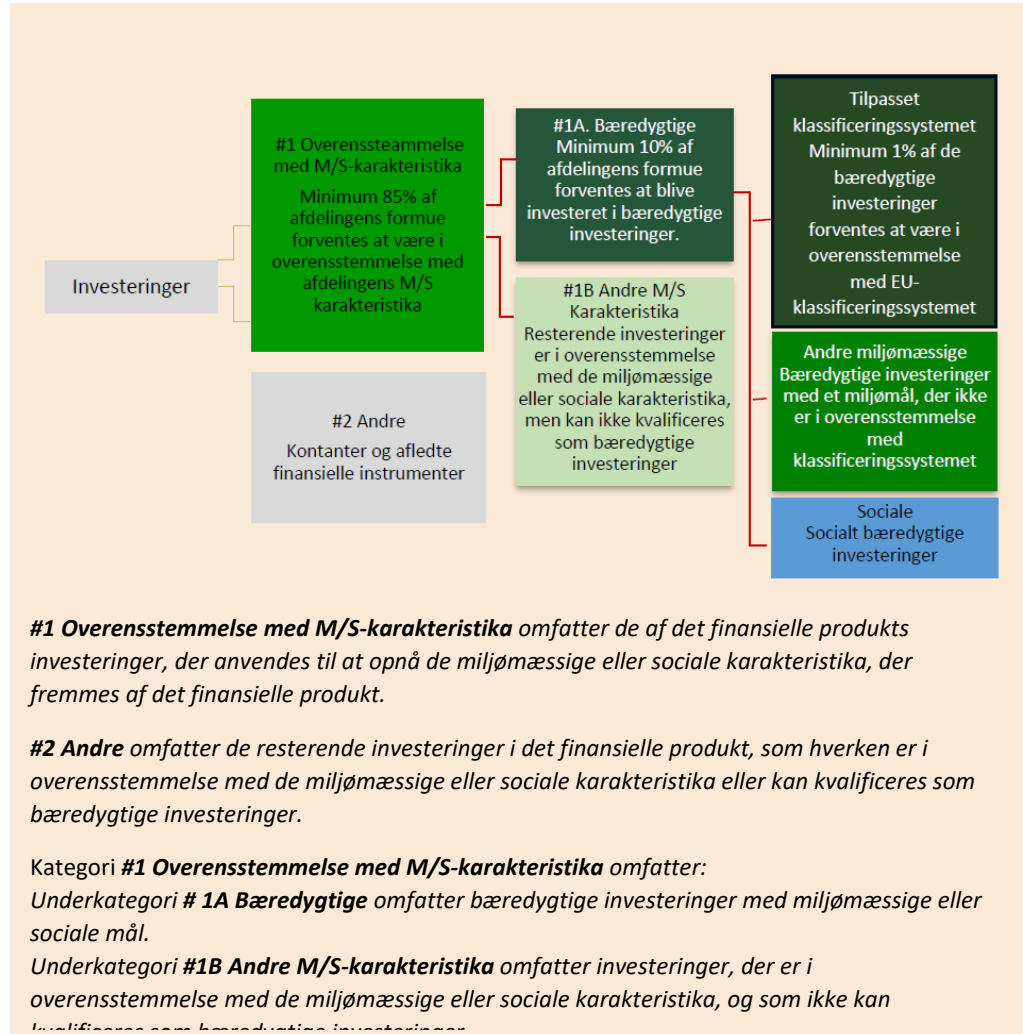 Investeringer
#1 Overenssteammelse
med M/S-karakteristika
Minimum 85% af
afdelingens formue
forventes at være i
overensstemmelse med
afdelingens M/S
karakteristika
#2 Andre
Kontanter og afledte
finansielle instrumenter
#1A. Bæredygtige
Minimum 10% af
afdelingens formue
forventes at blive
investeret i bæredygtige
investeringer.
#1B Andre M/S
Karakteristika
Resterende investeringer
er i overensstemmelse
med de miljømæssige
eller sociale karakteristika,
men kan ikke kvalificeres
som bæredygtige
investeringer
Tilpasset
klassificeringssystemet
Minimum 1% af de
bæredygtige
investeringer
forventes at være i
overensstemmelse
med EU-
klassificeringssystemet
Andre miljømæssige
Bæredygtige investeringer
med et miljømål, der ikke
er i overensstemmelse
med
klassificeringssystemet
Sociale
Socialt bæredygtige
investeringer
#1 Overensstemmelse med M/S-karakteristika omfatter de af det finansielle produkts
investeringer, der anvendes til at opnå de miljømæssige eller sociale karakteristika, der
fremmes af det finansielle produkt.
#2 Andre omfatter de resterende investeringer i det finansielle produkt, som hverken er i
overensstemmelse med de miljømæssige eller sociale karakteristika eller kan kvalificeres som
bæredygtige investeringer.
Kategori #1 Overensstemmelse med M/S-karakteristika omfatter:
Underkategori # 1A Bæredygtige omfatter bæredygtige investeringer med miljømæssige eller
sociale mål.
Underkategori #1B Andre M/S-karakteristika omfatter investeringer, der er i
overensstemmelse med de miljømæssige eller sociale karakteristika, og som ikke kan
kvalificeres som bæredygtige investeringer